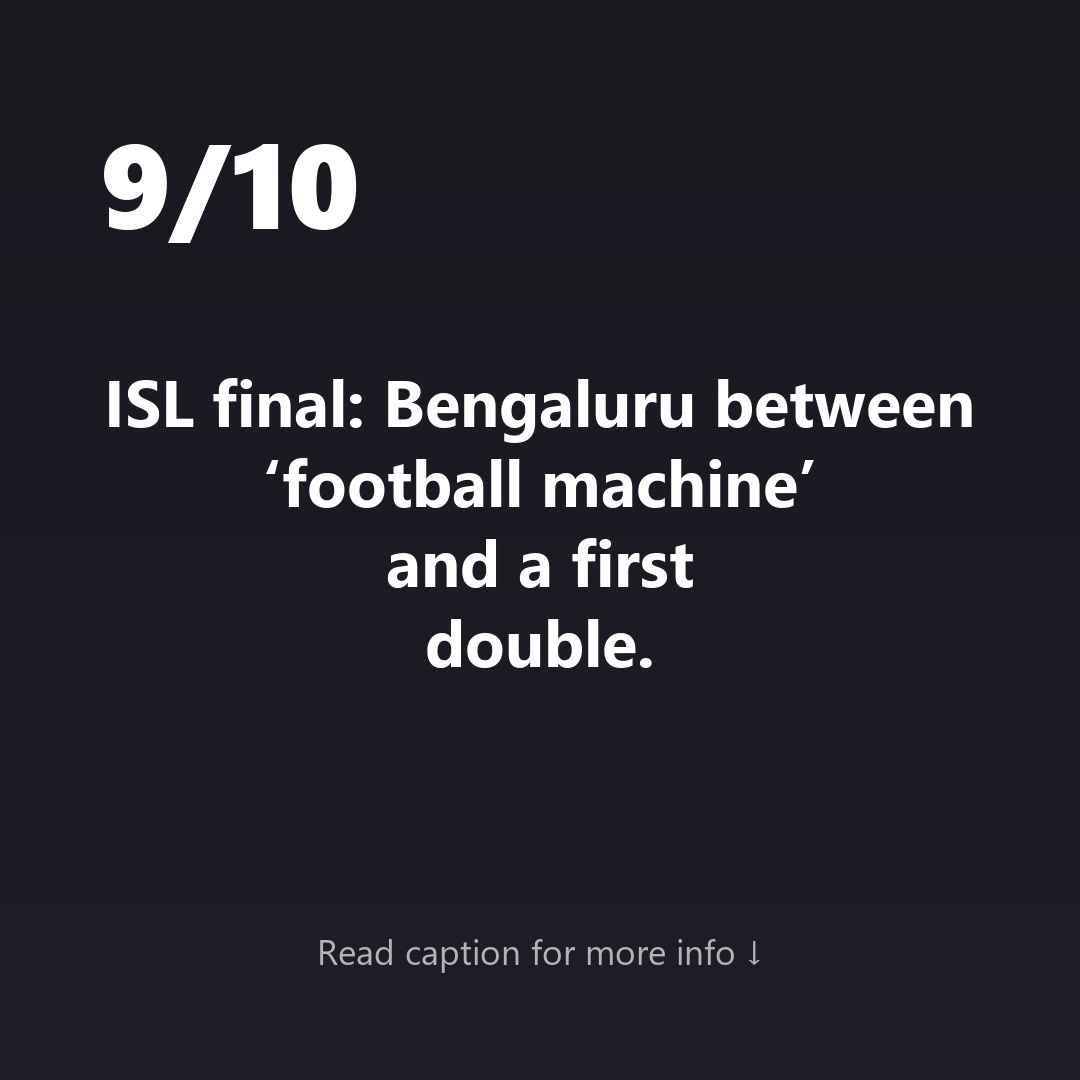 9/10
ISL final: Bengaluru between
‘football machine’
and a first
double.
Read caption for more info ↓